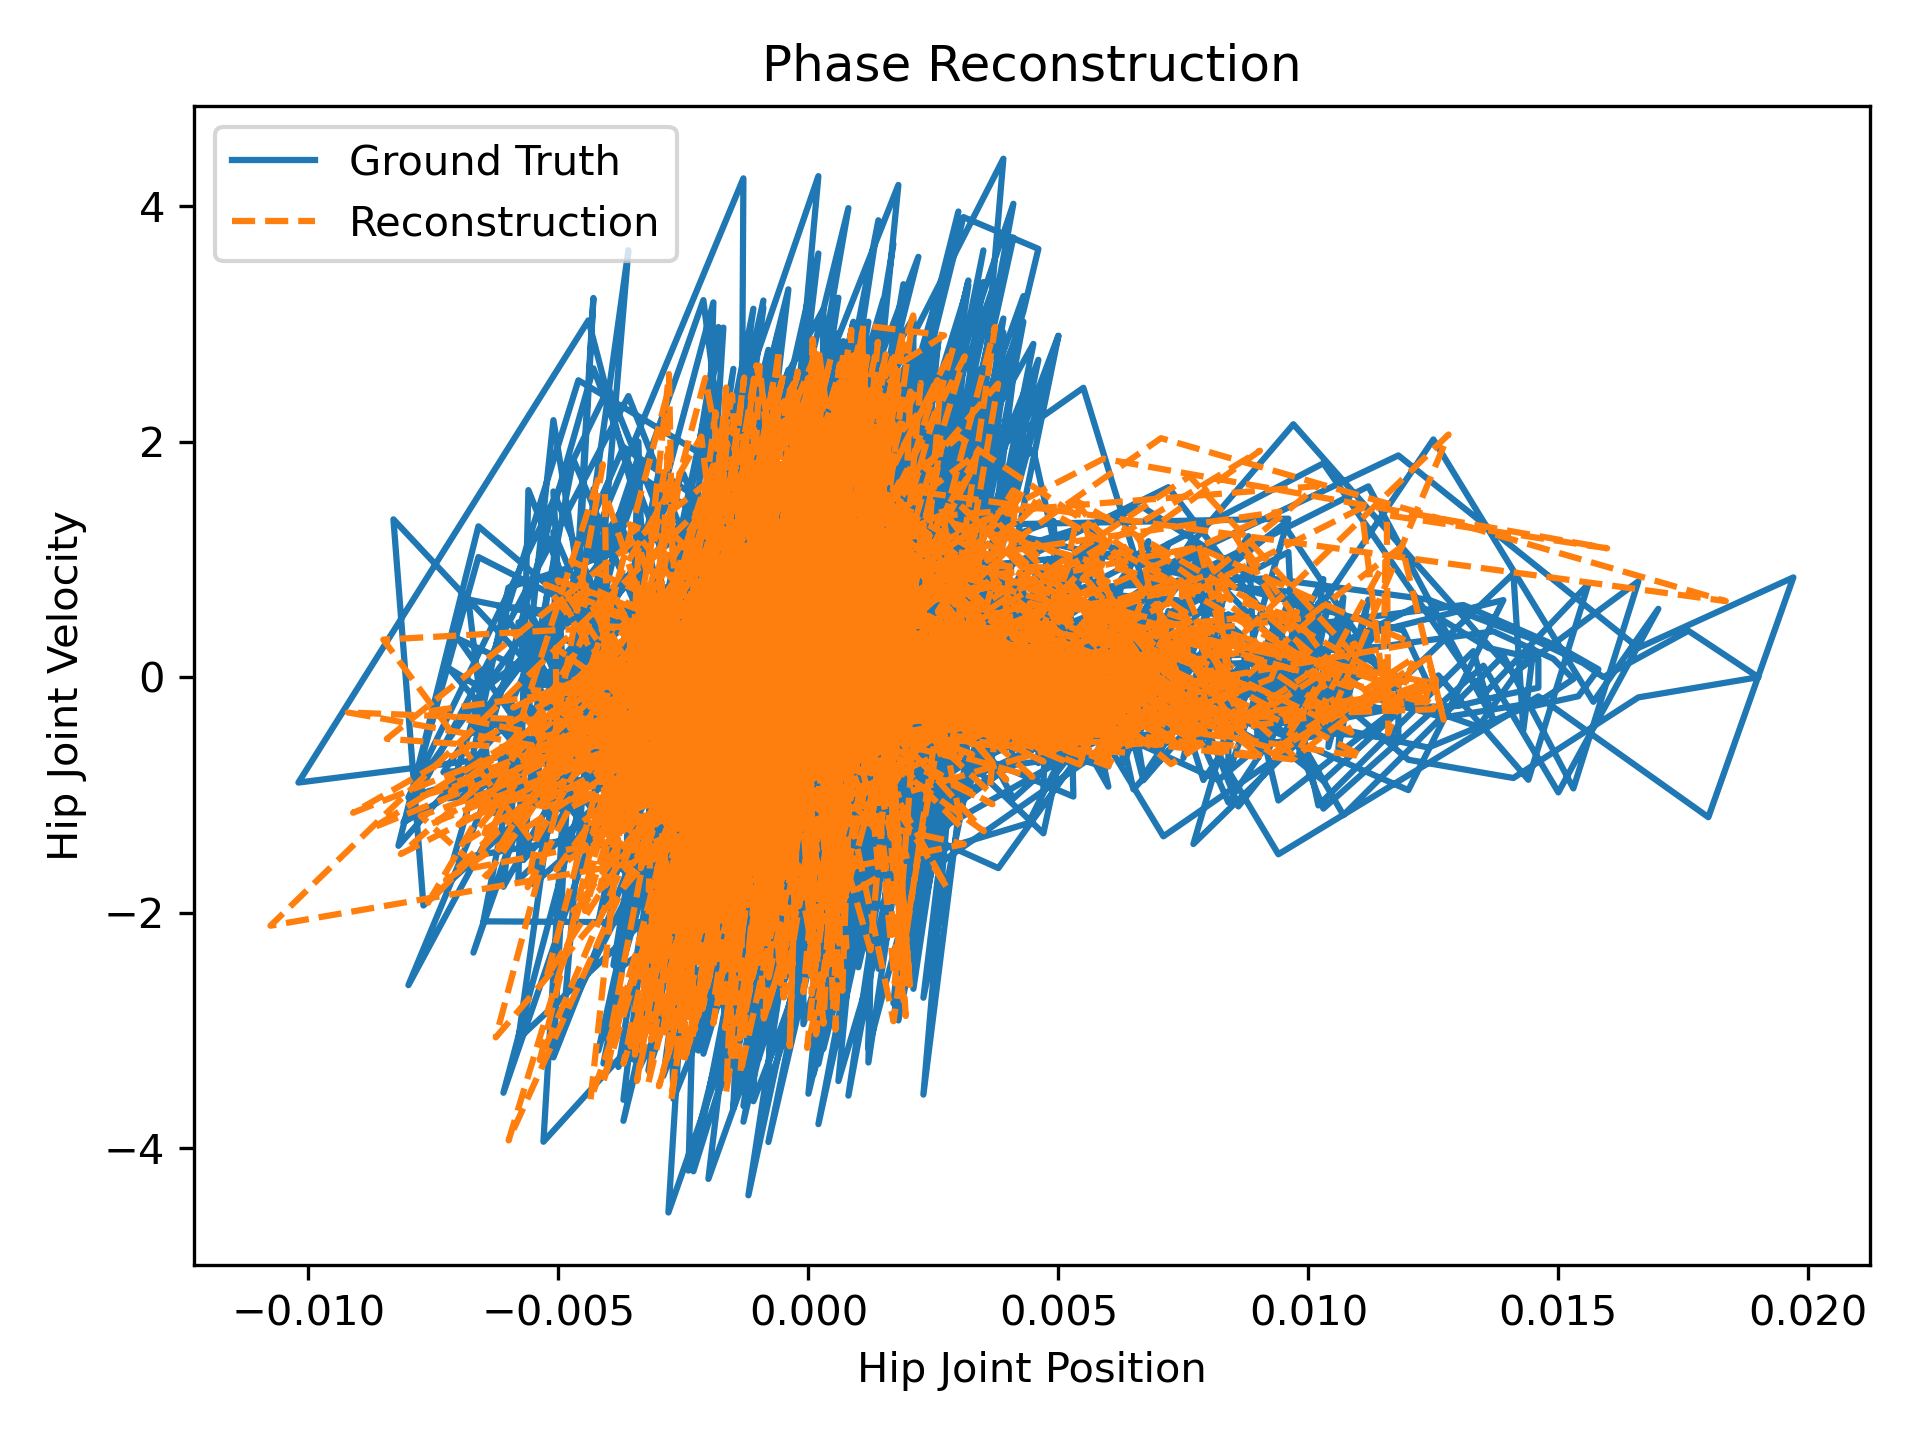 Phase Reconstruction
Ground Truth
Reconstruction
Hip Joint Velocity
4
2
0
−2
−4
−0.010 −0.005 0.000 0.005 0.010 0.015 0.020
Hip Joint Position